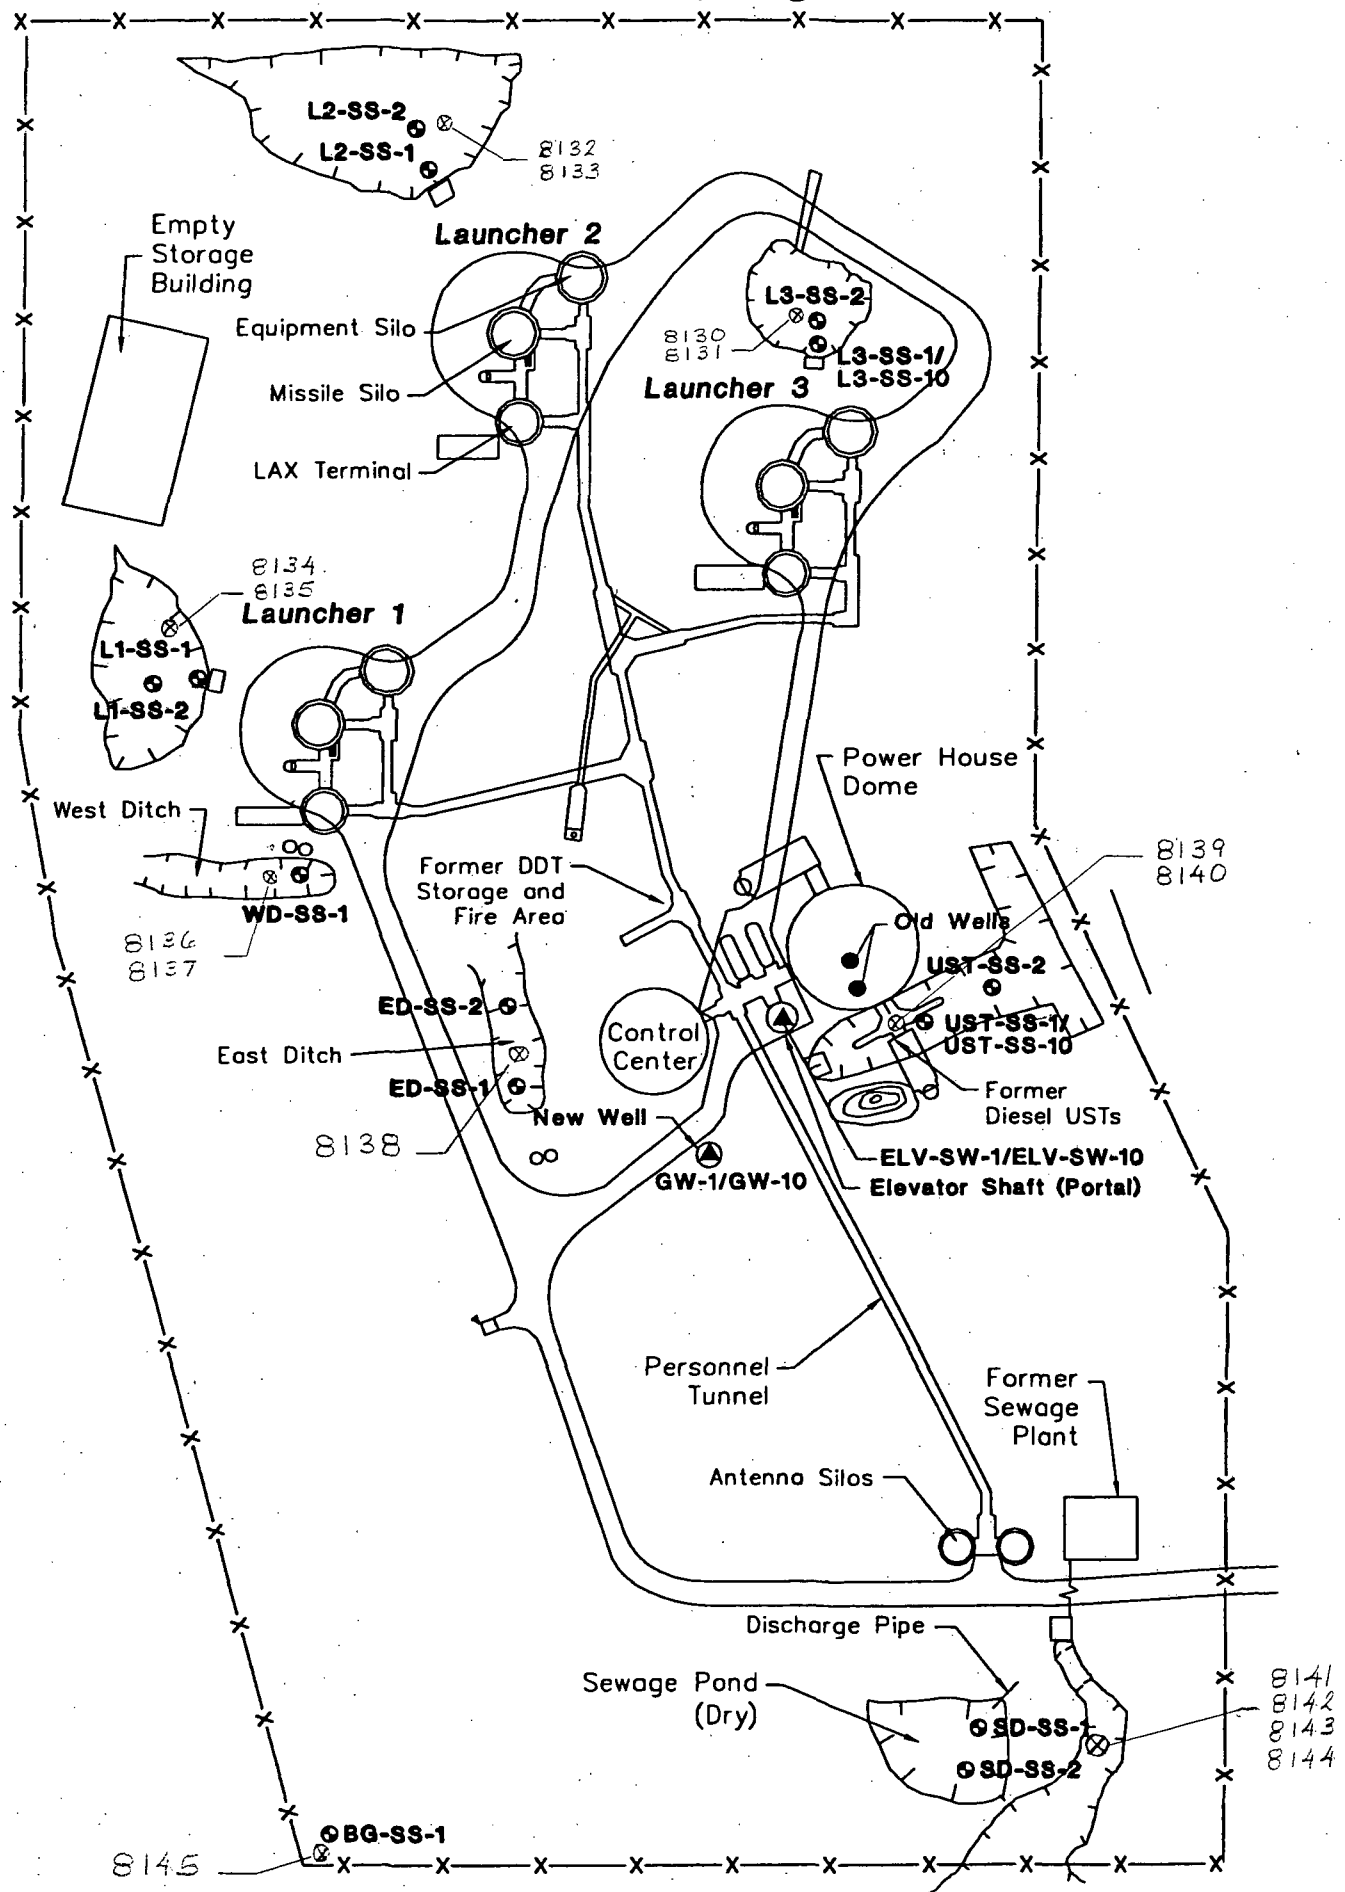 L2-SS-2
L2-SS-1
8132
8133
Empty
Storage
Building
Launcher 2
Equipment Silo
Missile Silo
LAX Terminal
L3-SS-2
8130
8131
L3-SS-1/
L3-SS-10
Launcher 3
8134
8135
Launcher 1
L1-SS-1
L1-SS-2
West Ditch
WD-SS-1
8136
8137
Power House
Dome
Former DDT
Storage and
Fire Area
8139
8140
Old Wells
UST-SS-2
UST-SS-1/
UST-SS-10
ED-SS-2
East Ditch
ED-SS-1
8138
Control
Center
Former
Diesel USTs
New Well
GW-1/GW-10
ELV-SW-1/ELV-SW-10
Elevator Shaft (Portal)
Personnel
Tunnel
Former
Sewage
Plant
Antenna Silos
Discharge Pipe
Sewage Pond
(Dry)
SD-SS-1
SD-SS-2
8141
8142
8143
8144
BG-SS-1
8145